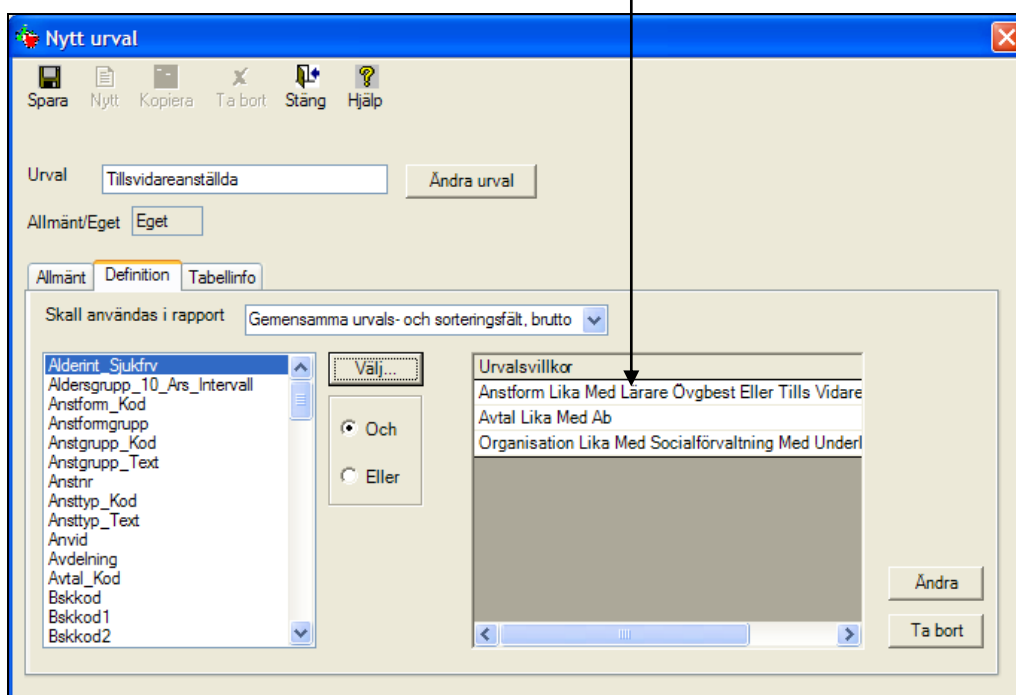 Nytt urval
Spara Nytt Kopiera Ta bort Stäng Hjälp
Urval Tillsvidareanställda Ändra urval
Allmänt/Eget Eget
Allmänt Definition Tabellinfo
Skall användas i rapport Gemensamma urvals- och sorteringsfält, brutto
Alderint_Sjukfrv
Aldersgrupp_10_Ars_Intervall
Anstform_Kod
Anstformgrupp
Anstgrupp_Kod
Anstgrupp_Text
Anstnr
Ansttyp_Kod
Ansttyp_Text
Anvid
Avdelning
Avtal_Kod
Bskkod
Bskkod1
Bskkod2
Välj...
Och
Eller
Urvalsvillkor
Anstform Lika Med Lärare Övgbest Eller Tills Vidare
Avtal Lika Med Ab
Organisation Lika Med Socialförvaltning Med Underl
Ändra
Ta bort